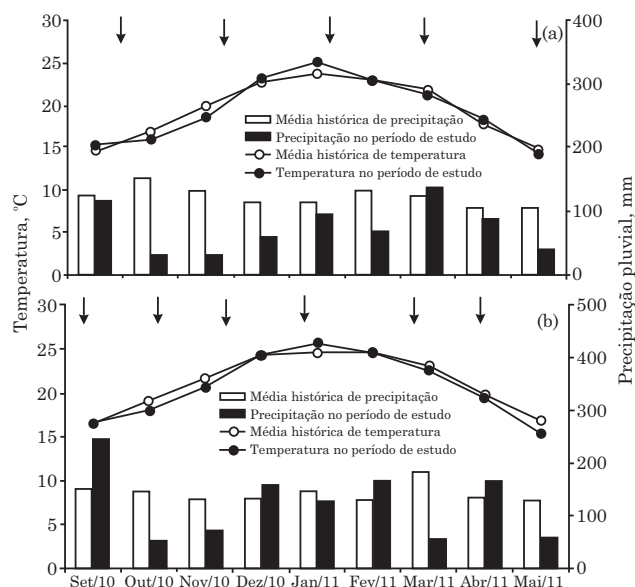 30
25
20
15
10
5
0
400
300
200
100
0
(a)
Média histórica de precipitação
Precipitação no período de estudo
Média histórica de temperatura
Temperatura no período de estudo
Temperatura, °C
Precipitação pluvial, mm
30
25
20
15
10
5
0
500
400
300
200
100
0
(b)
Média histórica de precipitação
Precipitação no período de estudo
Média histórica de temperatura
Temperatura no período de estudo
Set/10 Out/10 Nov/10 Dez/10 Jan/11 Fev/11 Mar/11 Abr/11 Mai/11